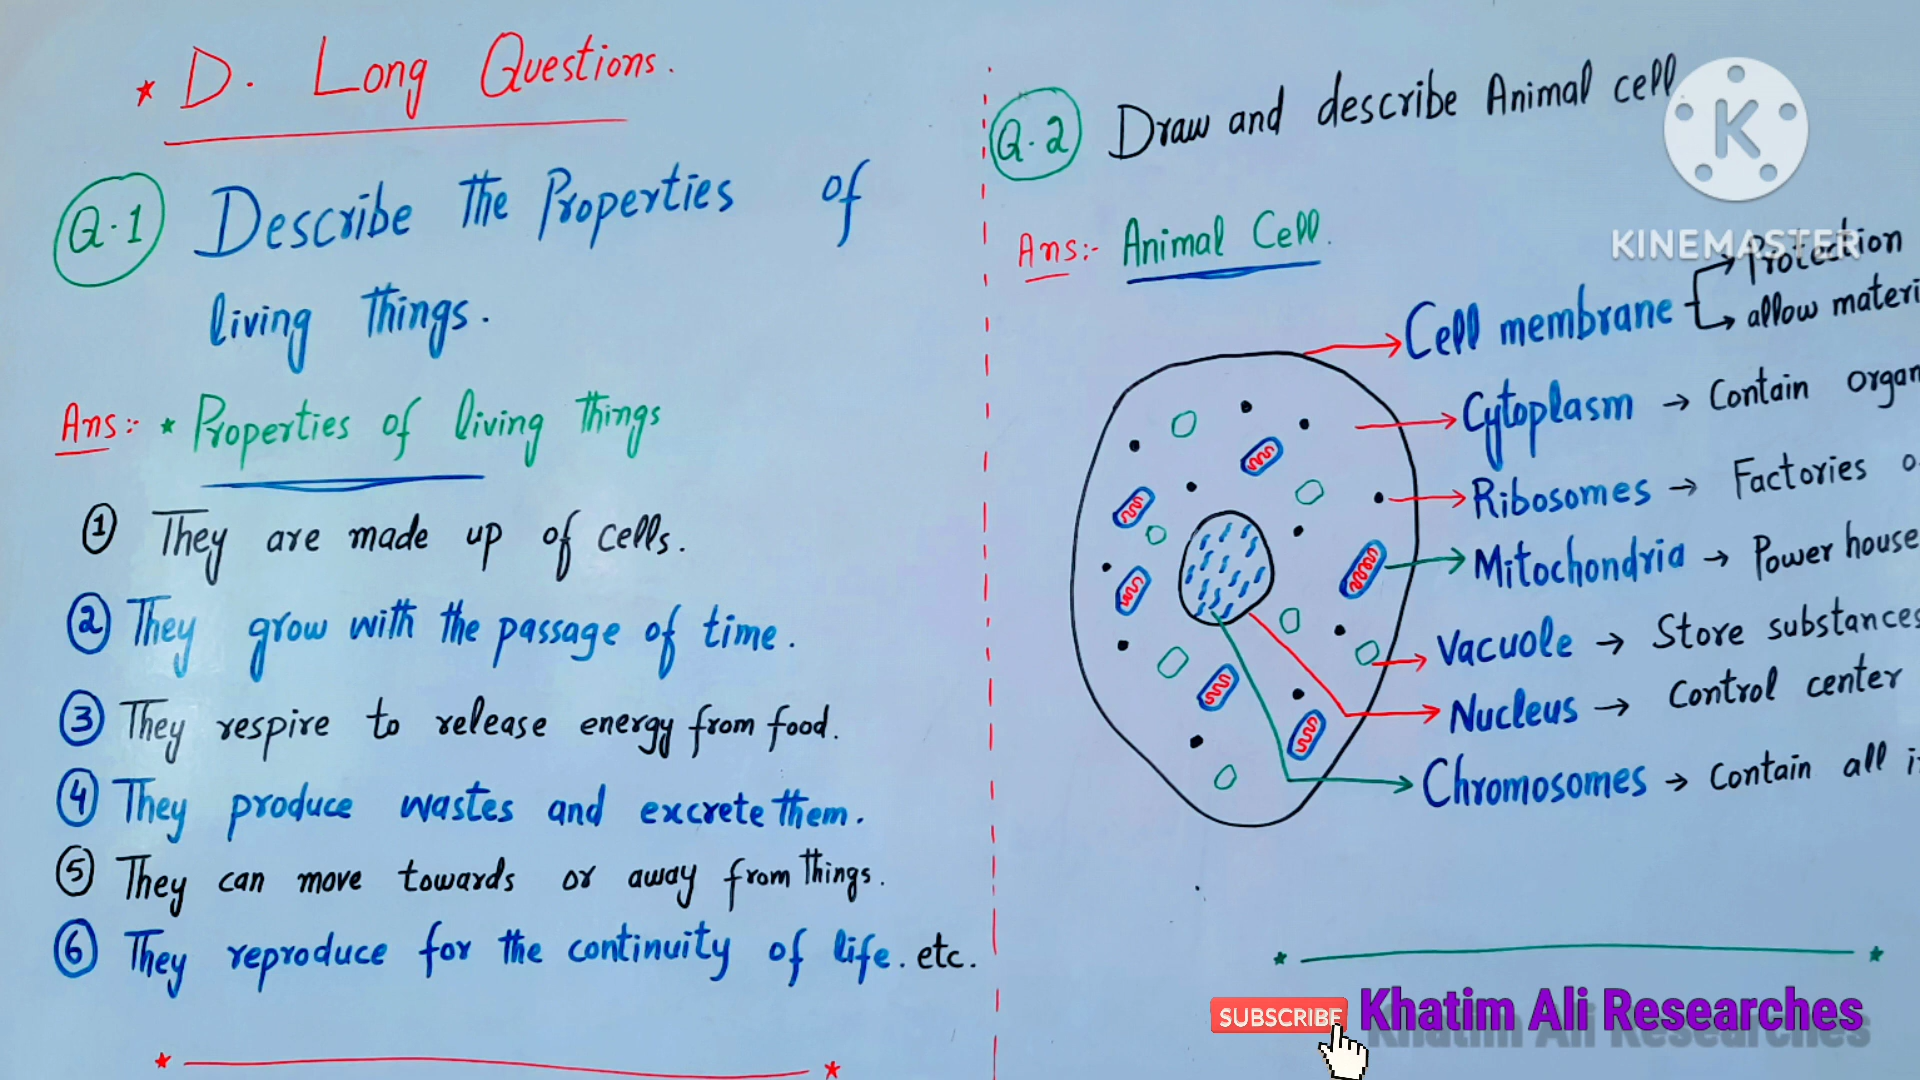 * D. Long Questions.
Q.1 Describe the Properties of
living things.
Ans:- * Properties of living things
1 They are made up of cells.
2 They grow with the passage of time.
3 They respire to release energy from food.
4 They produce wastes and excrete them.
5 They can move towards or away from things.
6 They reproduce for the continuity of life. etc.
Q.2 Draw and describe Animal cell
Ans:- Animal Cell.
Cell membrane → Protection
→ allow
Cytoplasm → Contain
Ribosomes → Factories
Mitochondria → Power house
Vacuole → Store substances
Nucleus → Control center
Chromosomes → Contain all
K
KINEMASTER
SUBSCRIBE
Khatim Ali Researches